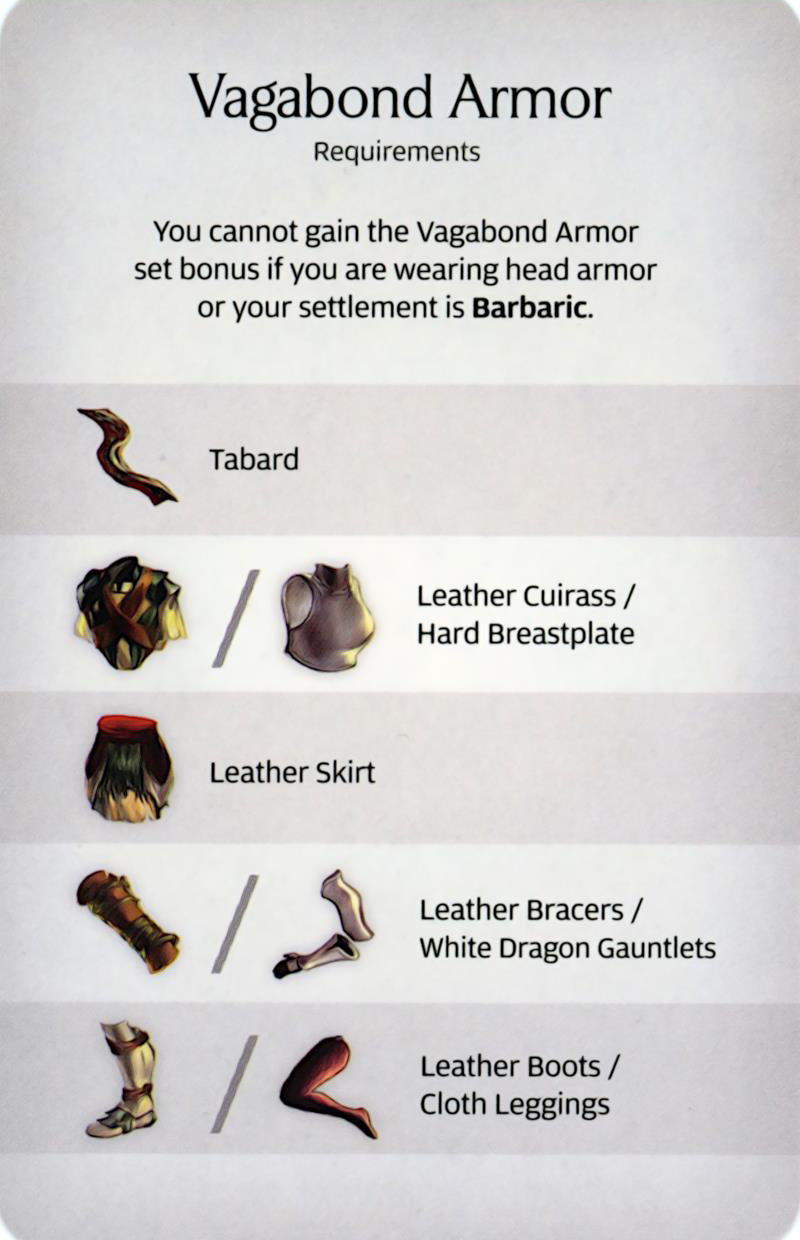 Vagabond Armor
Requirements
You cannot gain the Vagabond Armor
set bonus if you are wearing head armor
or your settlement is Barbaric.
Tabard
Leather Cuirass /
Hard Breastplate
Leather Skirt
Leather Bracers /
White Dragon Gauntlets
Leather Boots /
Cloth Leggings